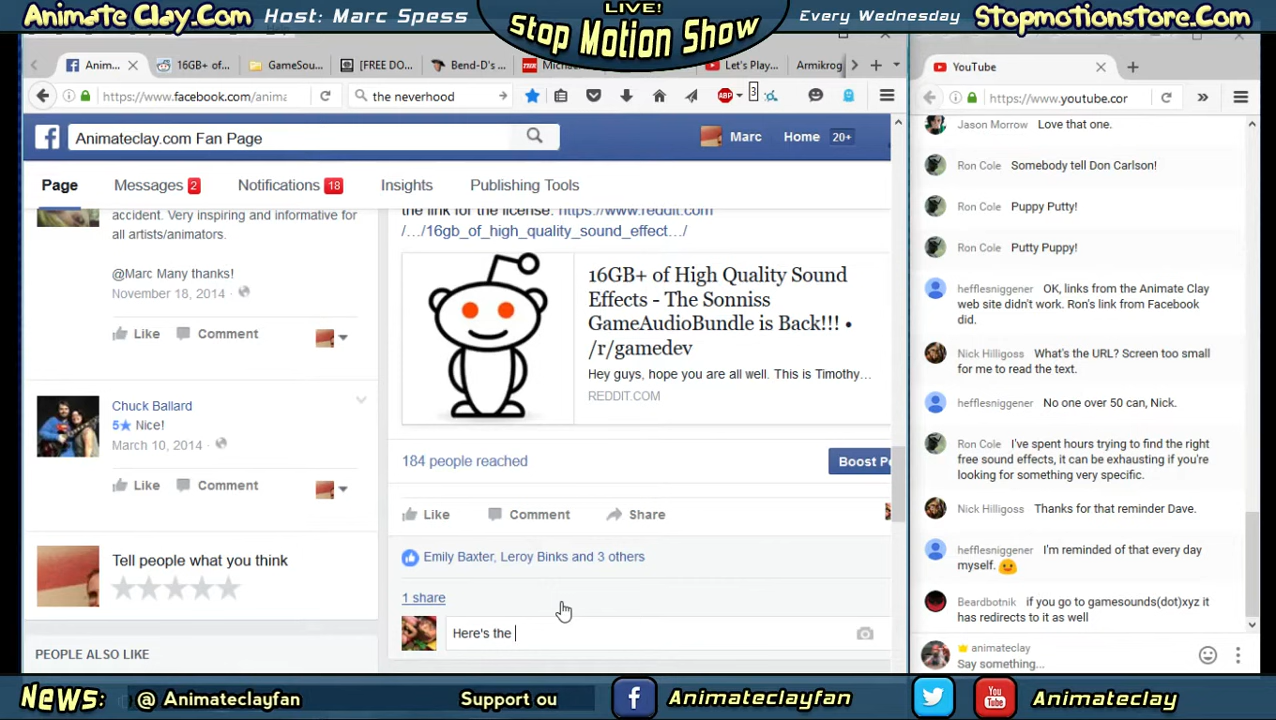 Animate Clay.Com Host: Marc Spess
LIVE!
Stop Motion Show
Every Wednesday Stopmotionstore.Com
Anim...
16GB+ of...
GameSou...
[FREE DO...
Bend-D's ...
Let's Play...
Armikrog
YouTube
https://www.facebook.com/anima
the neverhood
ABP
3
https://www.youtube.cor
Animateclay.com Fan Page
Marc
Home 20+
Page
Messages 2
Notifications 18
Insights
Publishing Tools
accident. Very inspiring and informative for
all artists/animators.
@Marc Many thanks!
November 18, 2014
Like
Comment
Chuck Ballard
5★ Nice!
March 10, 2014
Like
Comment
Tell people what you think
PEOPLE ALSO LIKE
the link for the license. https://www.reddit.com
/.../16gb_of_high_quality_sound_effect.../
16GB+ of High Quality Sound
Effects - The Sonniss
GameAudioBundle is Back!!! •
/r/gamedev
Hey guys, hope you are all well. This is Timothy...
REDDIT.COM
184 people reached
Boost Po
Like
Comment
Share
Emily Baxter, Leroy Binks and 3 others
1 share
Here's the
Jason Morrow Love that one.
Ron Cole Somebody tell Don Carlson!
Ron Cole Puppy Putty!
Ron Cole Putty Puppy!
hefflesniggener OK, links from the Animate Clay
web site didn't work. Ron's link from Facebook
did.
Nick Hilligoss What's the URL? Screen too small
for me to read the text.
hefflesniggener No one over 50 can, Nick.
Ron Cole I've spent hours trying to find the right
free sound effects, it can be exhausting if you're
looking for something very specific.
Nick Hilligoss Thanks for that reminder Dave.
hefflesniggener I'm reminded of that every day
myself.
Beardbotnik if you go to gamesounds(dot)xyz it
has redirects to it as well
animateclay
Say something...
News: @ Animateclayfan Support ou
Animateclayfan
You
Tube
Animateclay